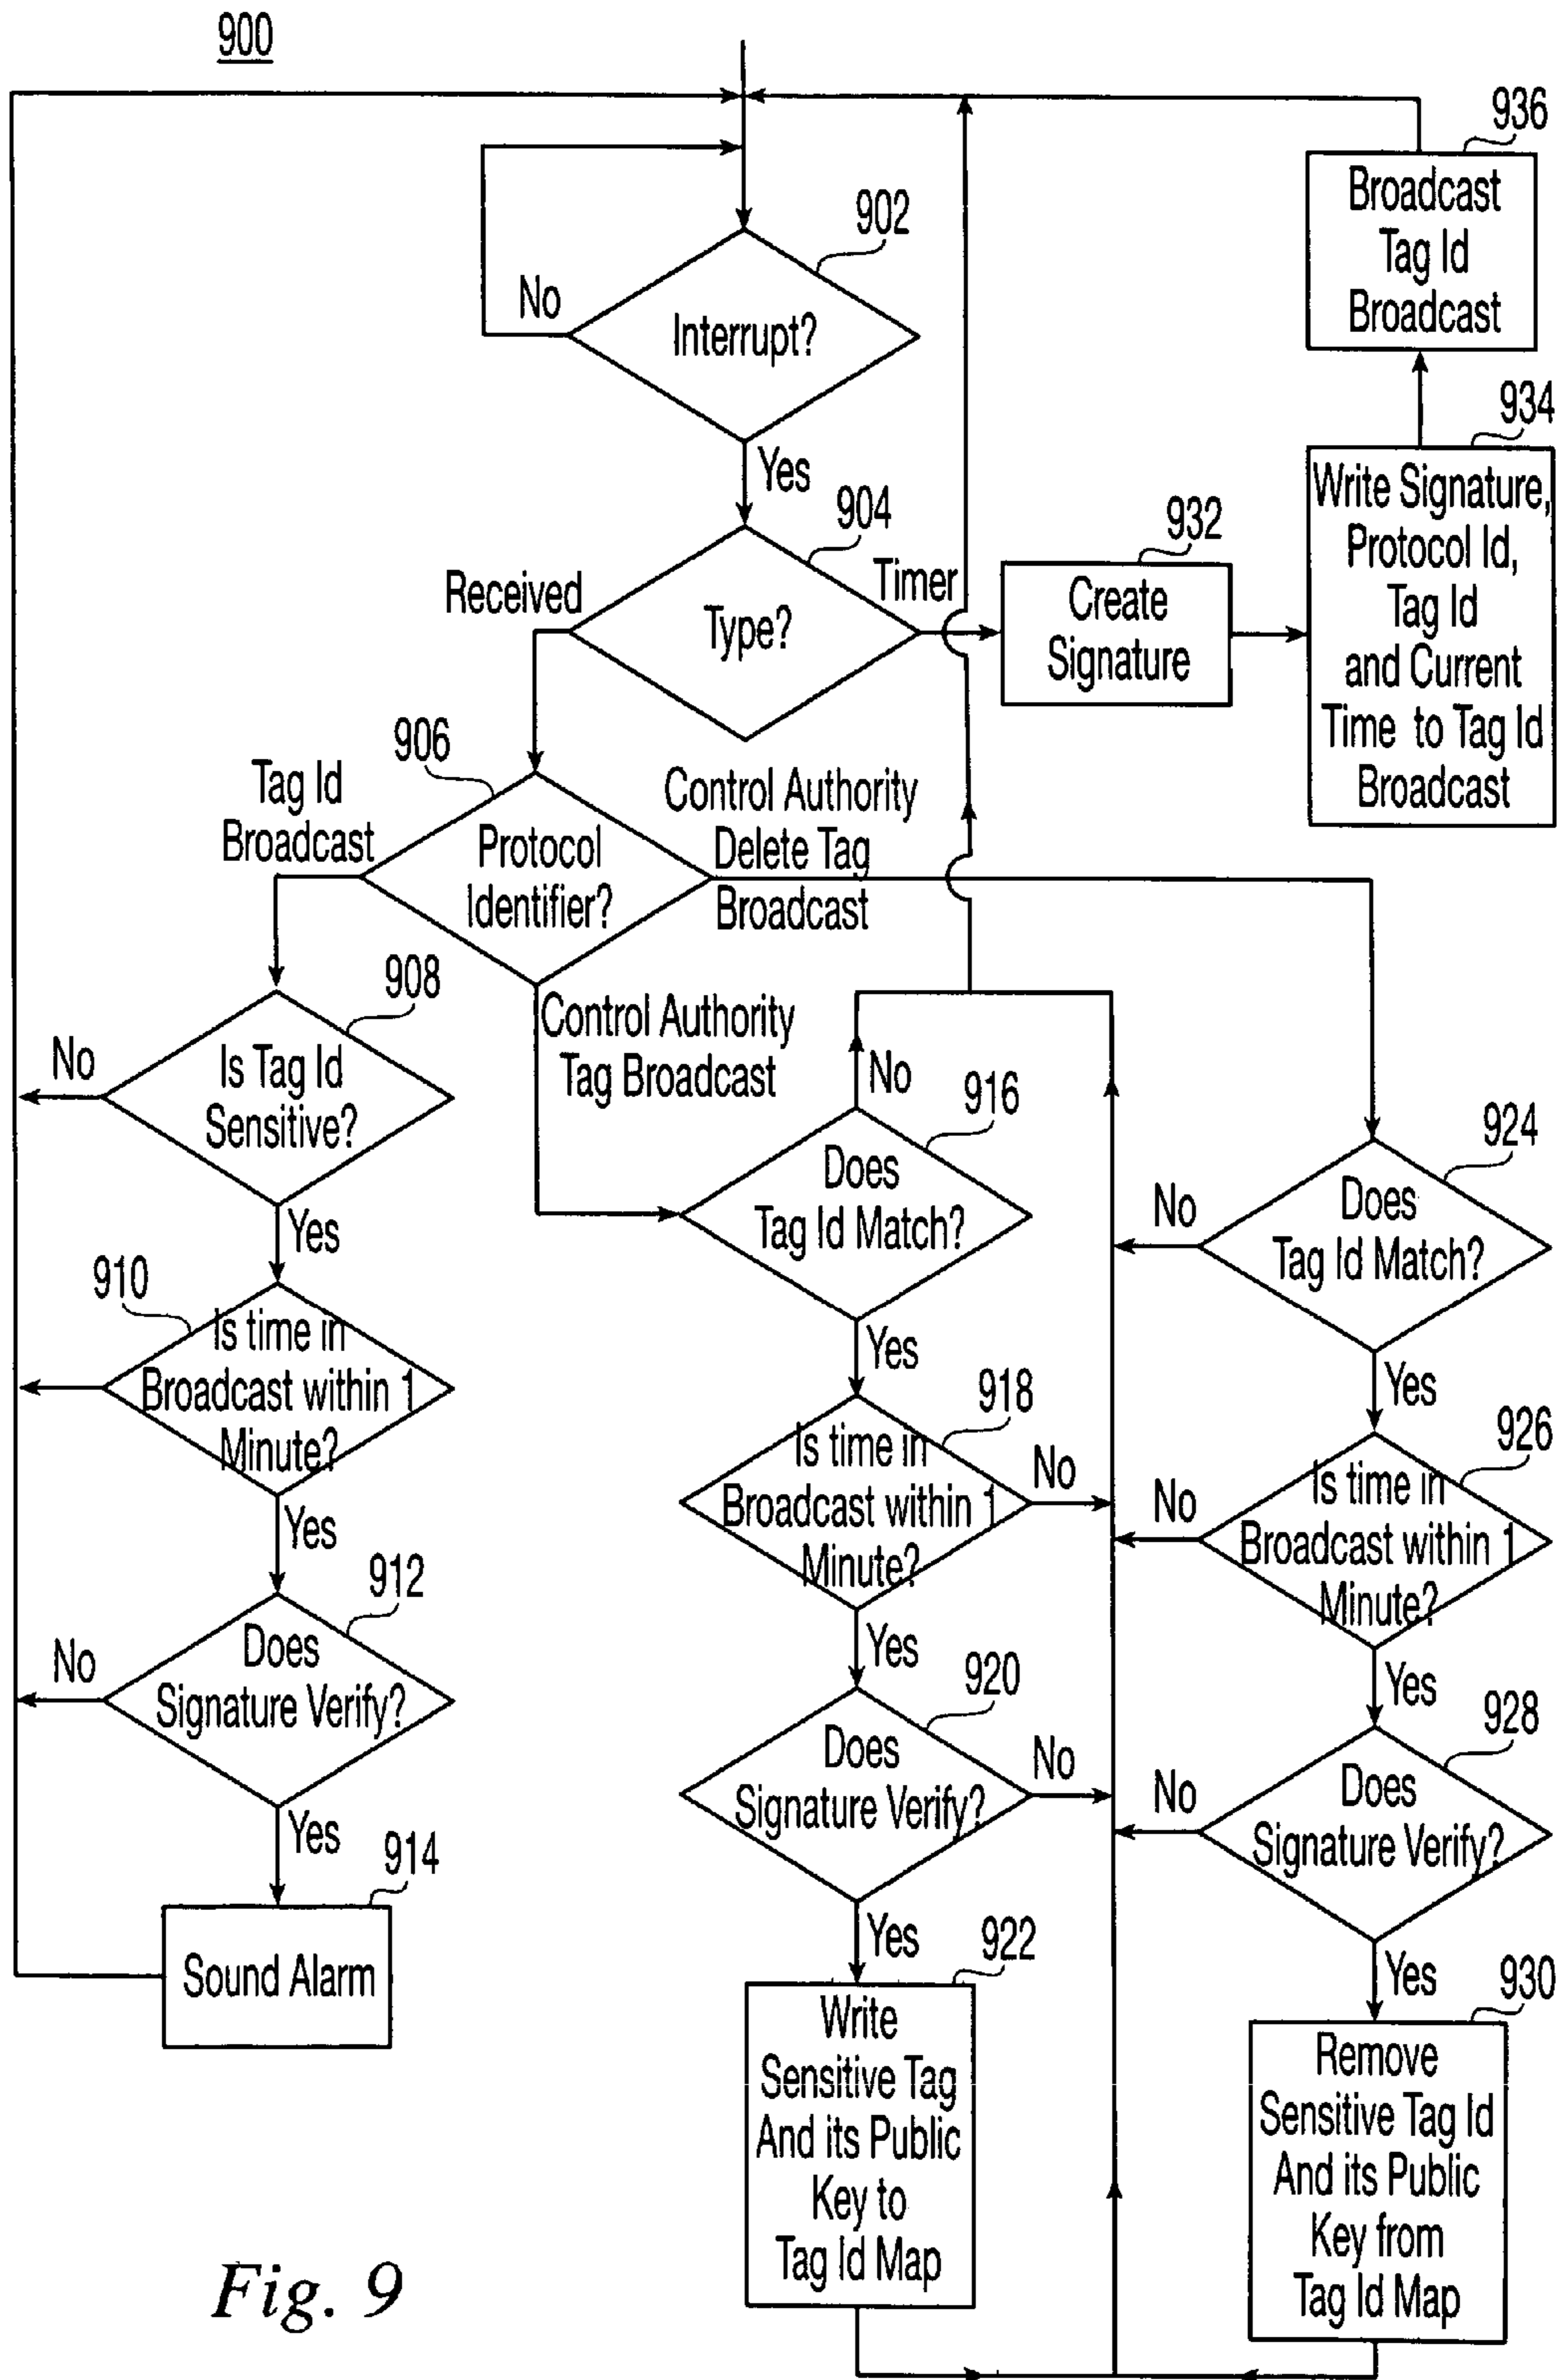 900
902
No
Interrupt?
Yes
904
Received
Type?
Timer
932
Create
Signature
934
Write Signature,
Protocol Id,
Tag Id
and Current
Time to Tag Id
Broadcast
936
Broadcast
Tag Id
Broadcast
906
Tag Id
Broadcast
Protocol
Identifier?
Control Authority
Delete Tag
Broadcast
Control Authority
Tag Broadcast
908
No
Is Tag Id
Sensitive?
Yes
910
Is time in
Broadcast within 1
Minute?
Yes
912
No
Does
Signature Verify?
Yes
914
Sound Alarm
No
916
Does
Tag Id Match?
Yes
918
Is time in
Broadcast within 1
Minute?
No
Yes
920
Does
Signature Verify?
No
Yes
922
Write
Sensitive Tag
And its Public
Key to
Tag Id Map
924
No
Does
Tag Id Match?
Yes
926
No
Is time in
Broadcast within 1
Minute?
Yes
928
No
Does
Signature Verify?
Yes
930
Remove
Sensitive Tag Id
And its Public
Key from
Tag Id Map
Fig. 9